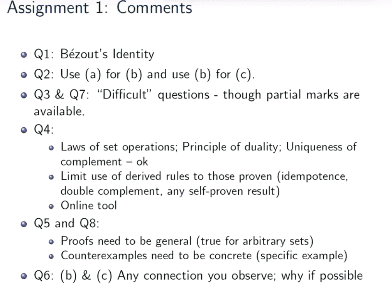 Assignment 1: Comments
Q1: Bézout's Identity
Q2: Use (a) for (b) and use (b) for (c).
Q3 & Q7: "Difficult" questions - though partial marks are
available.
Q4:
Laws of set operations; Principle of duality; Uniqueness of
complement – ok
Limit use of derived rules to those proven (idempotence,
double complement, any self-proven result)
Online tool
Q5 and Q8:
Proofs need to be general (true for arbitrary sets)
Counterexamples need to be concrete (specific example)
Q6: (b) & (c) Any connection you observe; why if possible